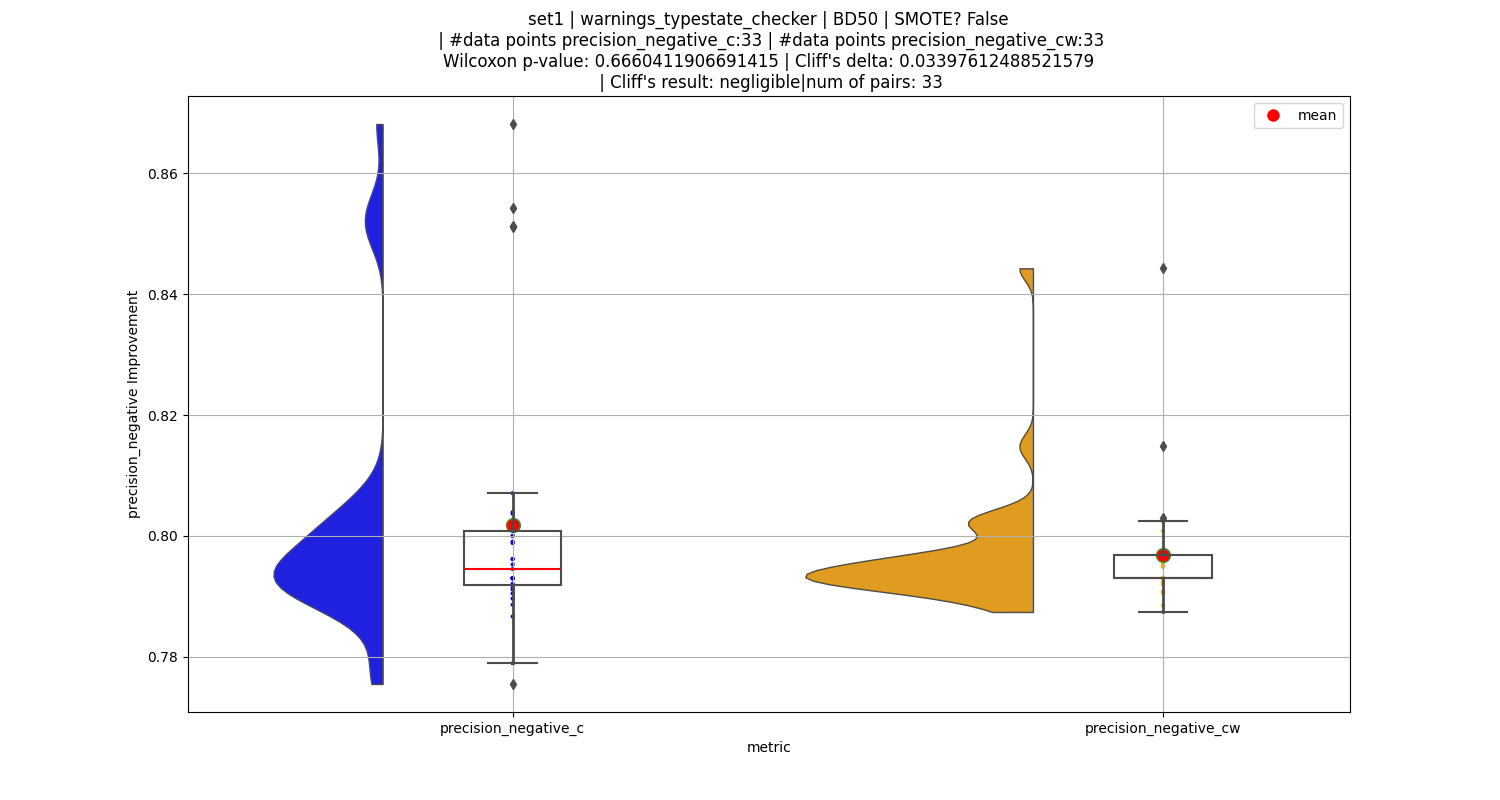 set1 | warnings_typestate_checker | BD50 | SMOTE? False
| #data points precision_negative_c:33 | #data points precision_negative_cw:33
Wilcoxon p-value: 0.6660411906691415 | Cliff's delta: 0.03397612488521579
| Cliff's result: negligible|num of pairs: 33
mean
0.86
0.84
0.82
0.80
0.78
precision_negative Improvement
precision_negative_c
precision_negative_cw
metric